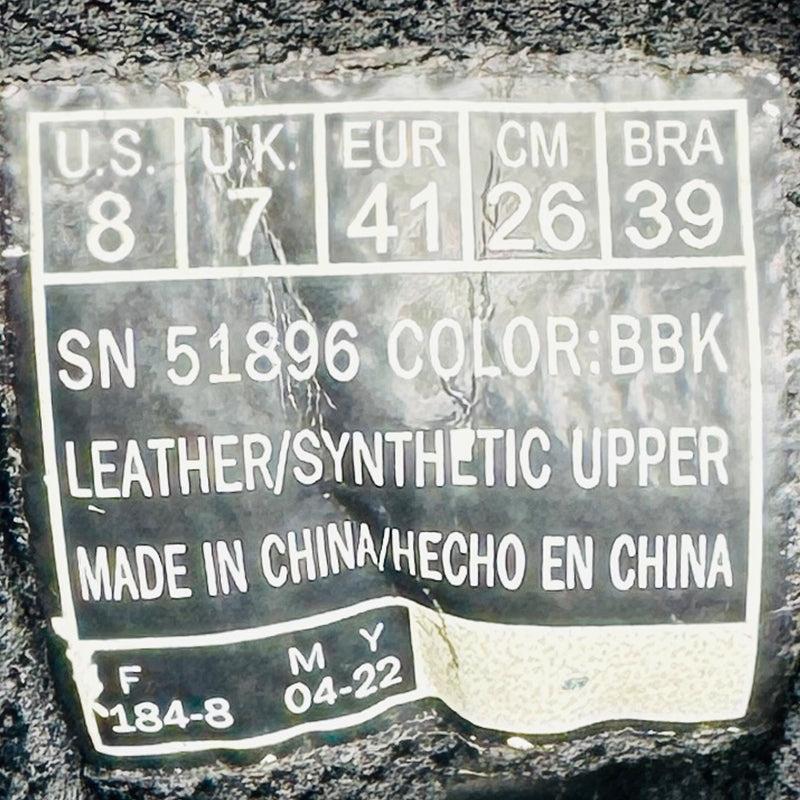 U.S. U.K. EUR CM BRA
8 7 41 26 39
SN 51896 COLOR:BBK
LEATHER/SYNTHETIC UPPER
MADE IN CHINA/HECHO EN CHINA
F M Y
184-8 04-22